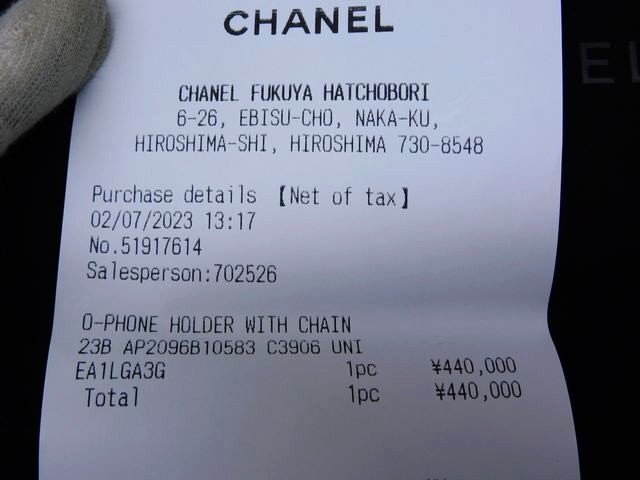 CHANEL
CHANEL FUKUYA HATCHOBORI
6-26, EBISU-CHO, NAKA-KU,
HIROSHIMA-SHI, HIROSHIMA 730-8548
Purchase details 【Net of tax】
02/07/2023 13:17
No.51917614
Salesperson:702526
O-PHONE HOLDER WITH CHAIN
23B AP2096B10583 C3906 UNI
EA1LGA3G 1pc ¥440,000
Total 1pc ¥440,000
EL